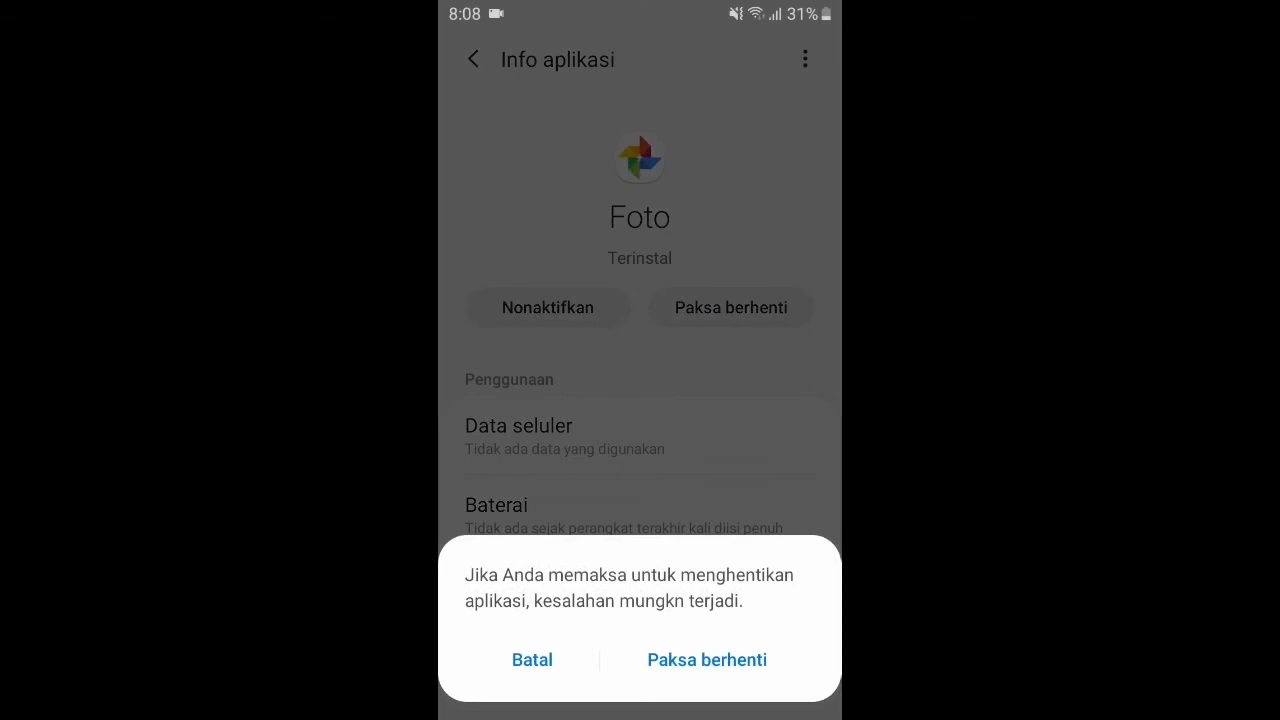 8:08 31%
Info aplikasi
Foto
Terinstal
Nonaktifkan Paksa berhenti
Penggunaan
Data seluler
Tidak ada data yang digunakan
Baterai
Tidak ada sejak perangkat terakhir kali diisi penuh
Jika Anda memaksa untuk menghentikan
aplikasi, kesalahan mungkn terjadi.
Batal Paksa berhenti